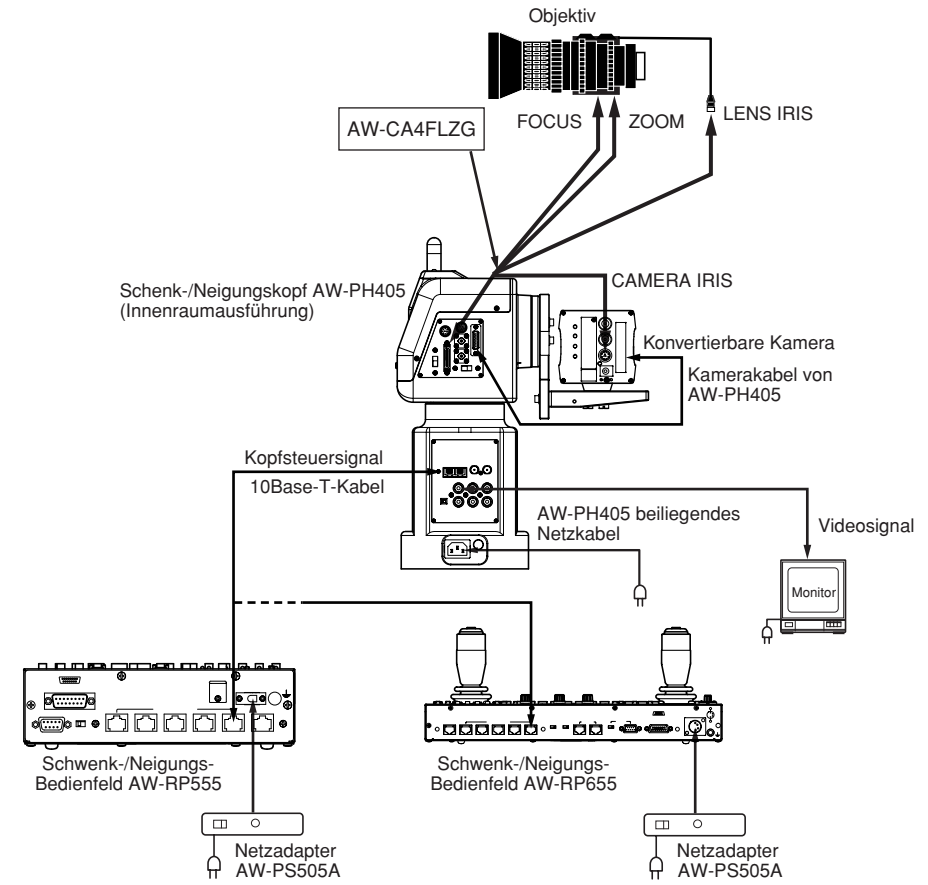 Objektiv
FOCUS
ZOOM
LENS IRIS
AW-CA4FLZG
Schenk-/Neigungskopf AW-PH405
(Innenraumausführung)
CAMERA IRIS
Konvertierbare Kamera
Kamerakabel von
AW-PH405
Kopfsteuersignal
10Base-T-Kabel
AW-PH405 beiliegendes
Netzkabel
Videosignal
Monitor
Schwenk-/Neigungs-
Bedienfeld AW-RP555
Schwenk-/Neigungs-
Bedienfeld AW-RP655
Netzadapter
AW-PS505A
Netzadapter
AW-PS505A